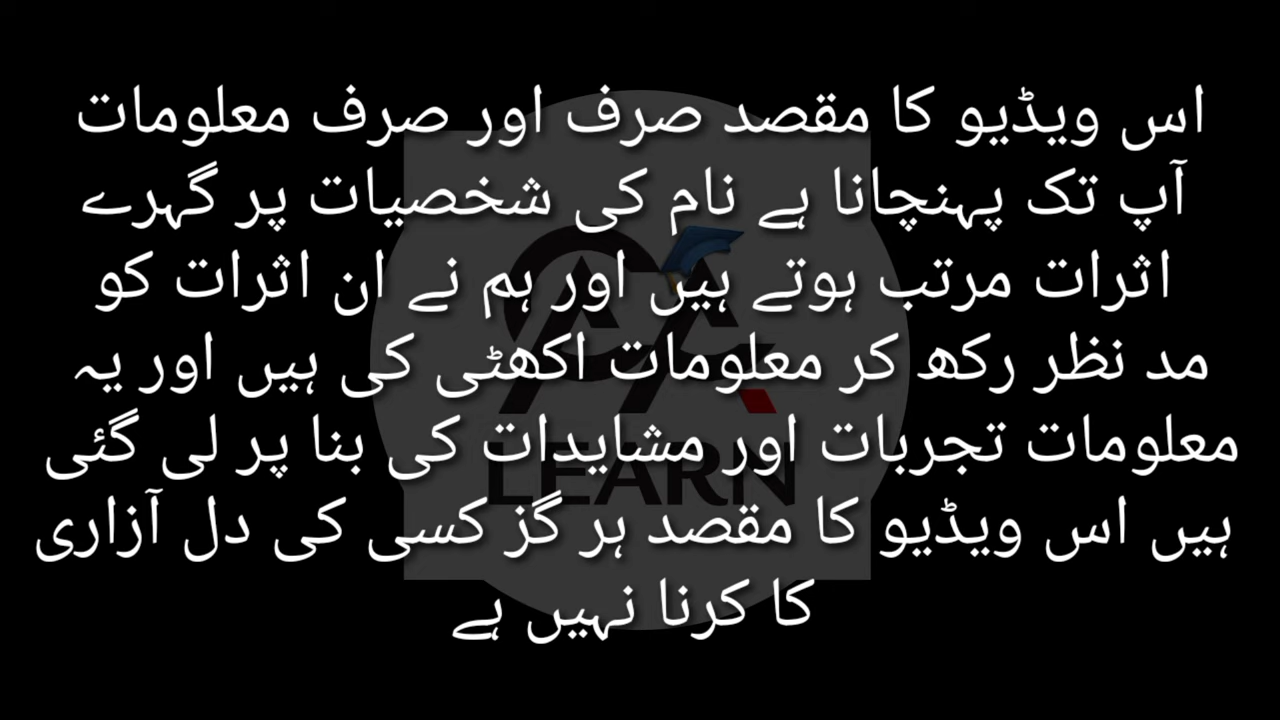 اس ویڈیو کا مقصد صرف اور صرف معلومات
آپ تک پہنچانا ہے نام کی شخصیات پر گہرے
اثرات مرتب ہوتے ہیں اور ہم نے ان اثرات کو
مد نظر رکھ کر معلومات اکھٹی کی ہیں اور یہ
معلومات تجربات اور مشایدات کی بنا پر لی گئی
ہیں اس ویڈیو کا مقصد ہر گز کسی کی دل آزاری
کا کرنا نہیں ہے
LEARN